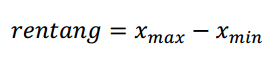 rentang = x_max − x_min